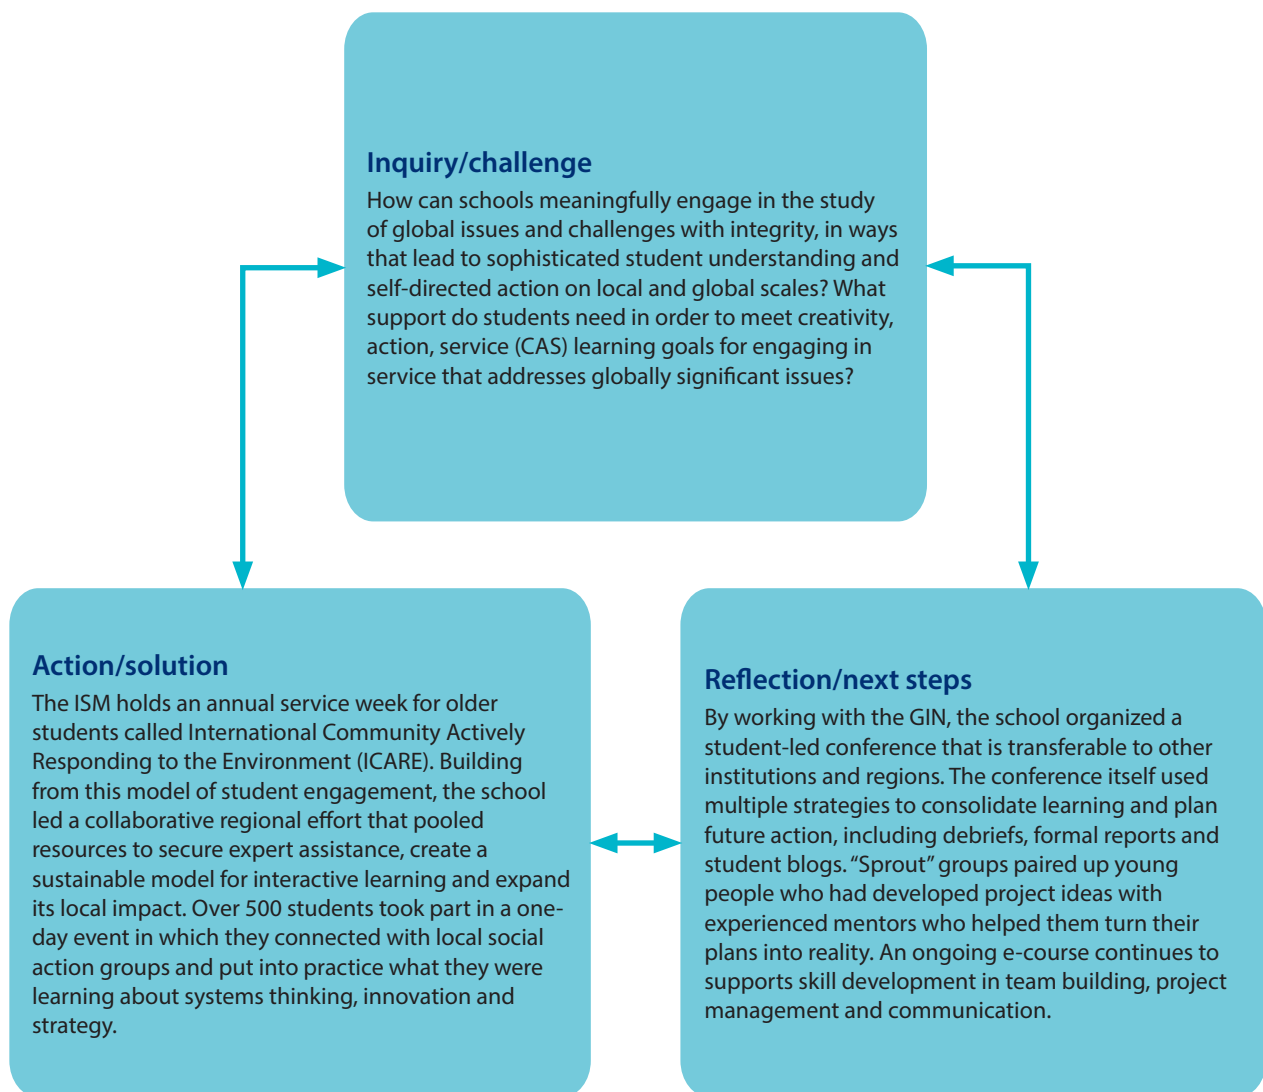 Inquiry/challenge
How can schools meaningfully engage in the study
of global issues and challenges with integrity, in ways
that lead to sophisticated student understanding and
self-directed action on local and global scales? What
support do students need in order to meet creativity,
action, service (CAS) learning goals for engaging in
service that addresses globally significant issues?
Action/solution
The ISM holds an annual service week for older
students called International Community Actively
Responding to the Environment (ICARE). Building
from this model of student engagement, the school
led a collaborative regional effort that pooled
resources to secure expert assistance, create a
sustainable model for interactive learning and expand
its local impact. Over 500 students took part in a one-
day event in which they connected with local social
action groups and put into practice what they were
learning about systems thinking, innovation and
strategy.
Reflection/next steps
By working with the GIN, the school organized a
student-led conference that is transferable to other
institutions and regions. The conference itself used
multiple strategies to consolidate learning and plan
future action, including debriefs, formal reports and
student blogs. “Sprout” groups paired up young
people who had developed project ideas with
experienced mentors who helped them turn their
plans into reality. An ongoing e-course continues to
supports skill development in team building, project
management and communication.